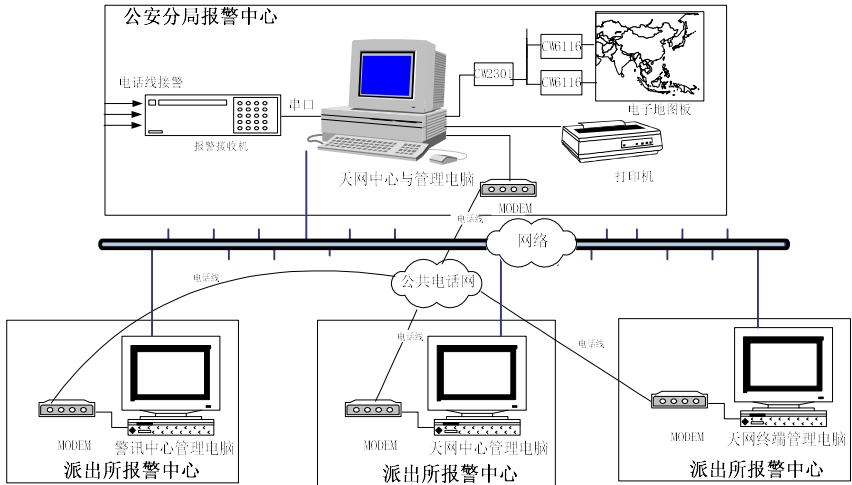 公安分局报警中心
电话线接警
串口
报警接收机
CW2301
CW6116
CW6116
电子地图板
天网中心与管理电脑
打印机
MODEM
电话线
网络
公共电话网
电话线
电话线
电话线
MODEM
警讯中心管理电脑
派出所报警中心
MODEM
天网中心管理电脑
派出所报警中心
MODEM
天网终端管理电脑
派出所报警中心